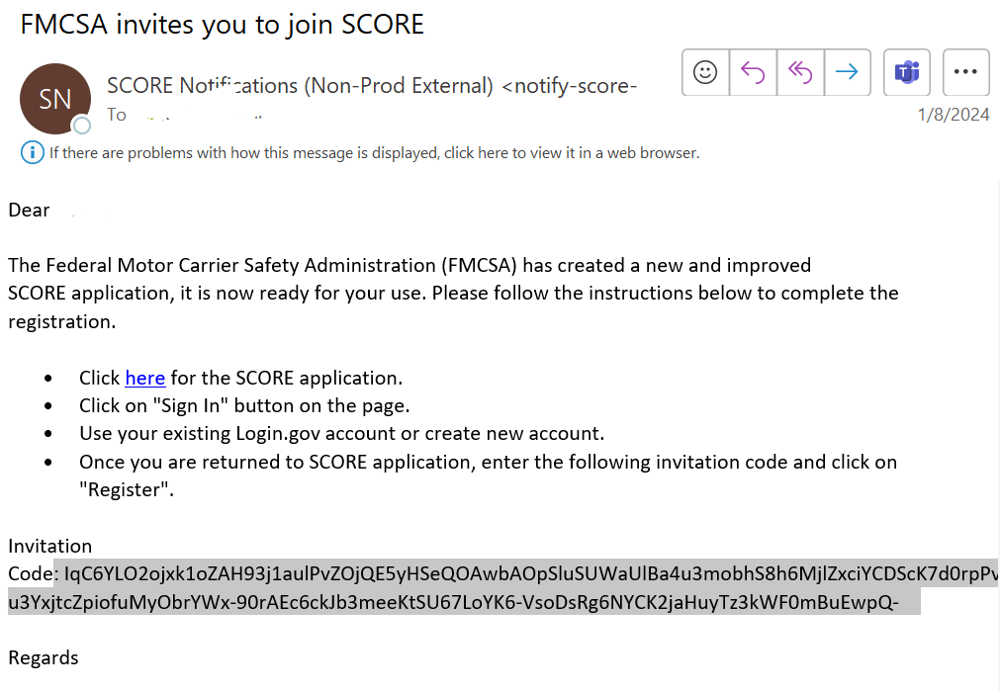 FMCSA invites you to join SCORE
SN
SCORE Notifications (Non-Prod External) <notify-score-
To
1/8/2024
If there are problems with how this message is displayed, click here to view it in a web browser.
Dear
The Federal Motor Carrier Safety Administration (FMCSA) has created a new and improved
SCORE application, it is now ready for your use. Please follow the instructions below to complete the
registration.
• Click here for the SCORE application.
• Click on "Sign In" button on the page.
• Use your existing Login.gov account or create new account.
• Once you are returned to SCORE application, enter the following invitation code and click on
"Register".
Invitation
Code: IqC6YLO2ojxk1oZAH93j1aulPvZOjQE5yHSeQOAwbAOpSluSUWaUlBa4u3mobhS8h6MjlZxciYCDScK7d0rpPv
u3YxjtcZpiofuMyObrYWx-90rAEc6ckJb3meeKtSU67LoYK6-VsoDsRg6NYCK2jaHuyTz3kWF0mBuEwpQ-
Regards